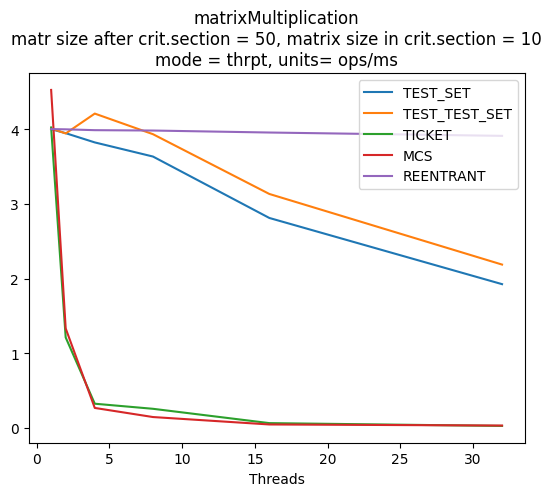 matrixMultiplication
matr size after crit.section = 50, matrix size in crit.section = 10
mode = thrpt, units= ops/ms
TEST_SET
TEST_TEST_SET
TICKET
MCS
REENTRANT
4
3
2
1
0
0 5 10 15 20 25 30
Threads